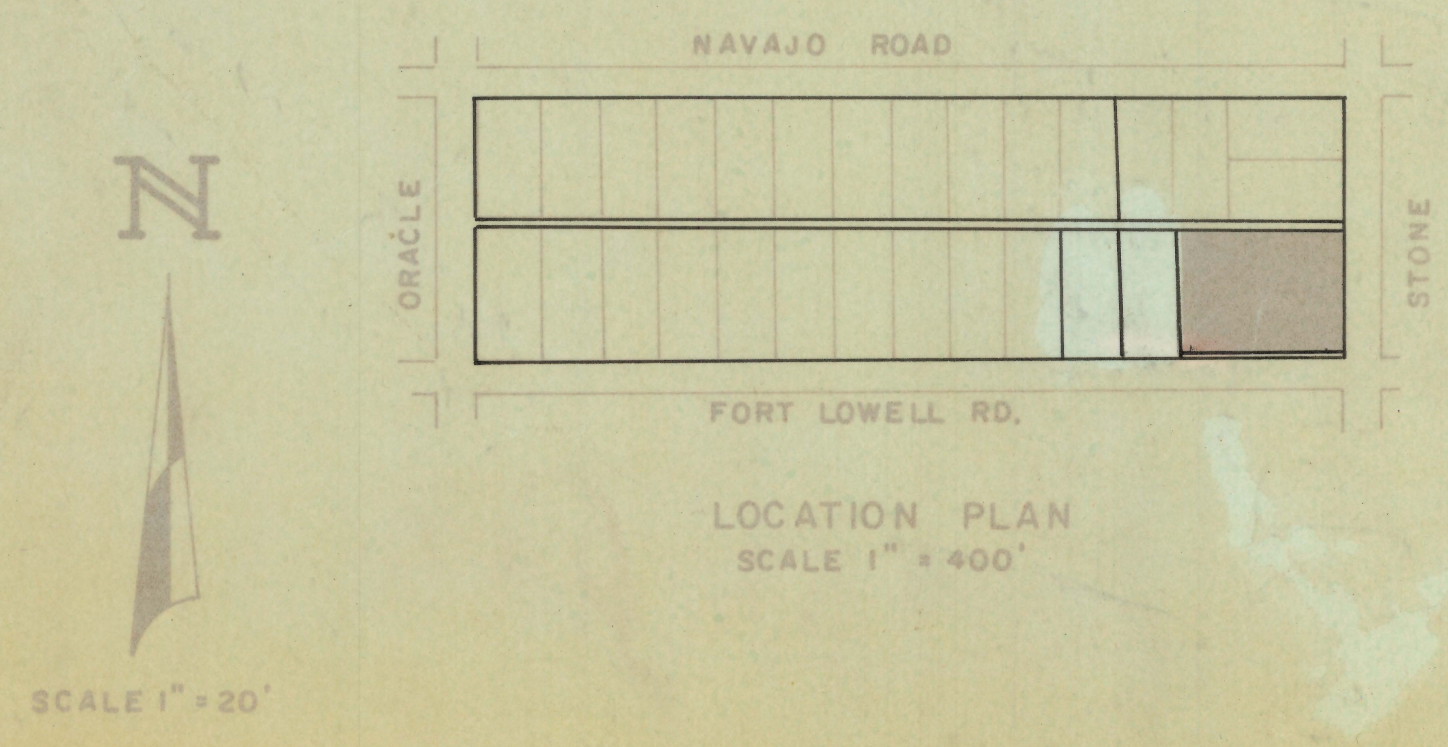 NAVAJO ROAD
N
ORACLE
STONE
FORT LOWELL RD.
LOCATION PLAN
SCALE 1" = 400'
SCALE 1" = 20'